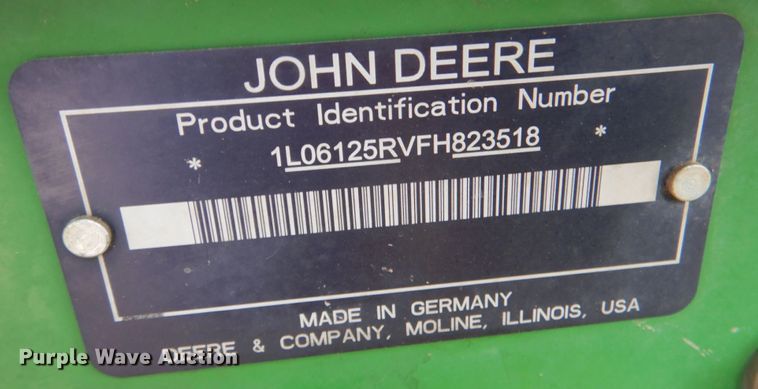 JOHN DEERE
Product Identification Number
* 1L06125RVFH823518 *
MADE IN GERMANY
DEERE & COMPANY, MOLINE, ILLINOIS, USA
Purple Wave Auction